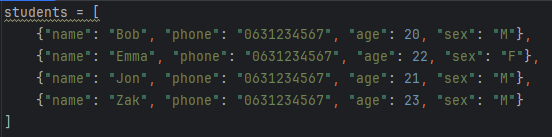 students = [
    {"name": "Bob", "phone": "0631234567", "age": 20, "sex": "M"},
    {"name": "Emma", "phone": "0631234567", "age": 22, "sex": "F"},
    {"name": "Jon", "phone": "0631234567", "age": 21, "sex": "M"},
    {"name": "Zak", "phone": "0631234567", "age": 23, "sex": "M"}
]